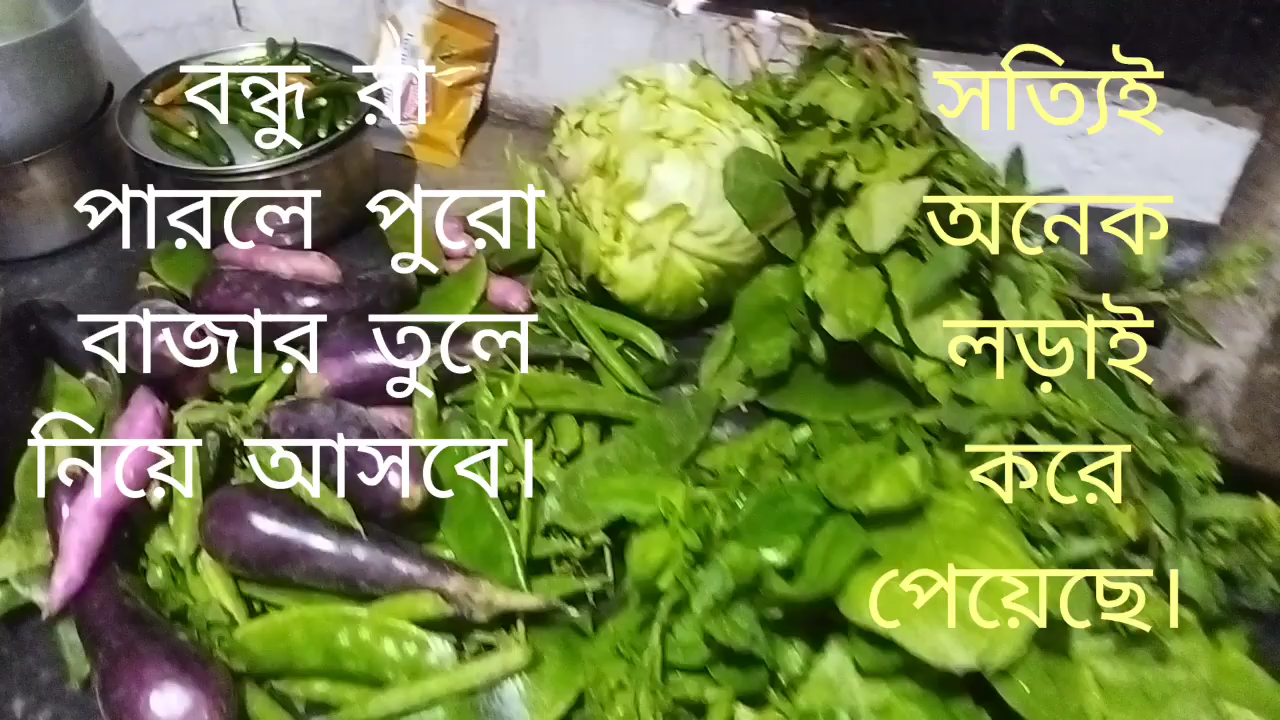 বন্ধু রা
পারলে পুরো
বাজার তুলে
নিয়ে আসবে।
সত্যিই
অনেক
লড়াই
করে
পেয়েছে।